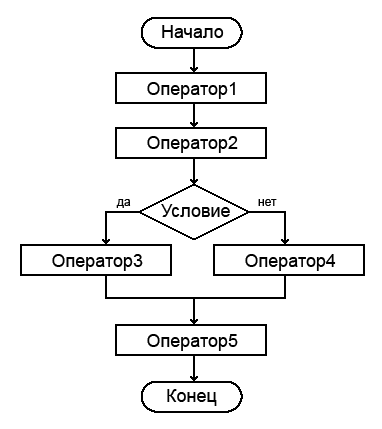 Начало
Оператор1
Оператор2
да
Условие
нет
Оператор3
Оператор4
Оператор5
Конец